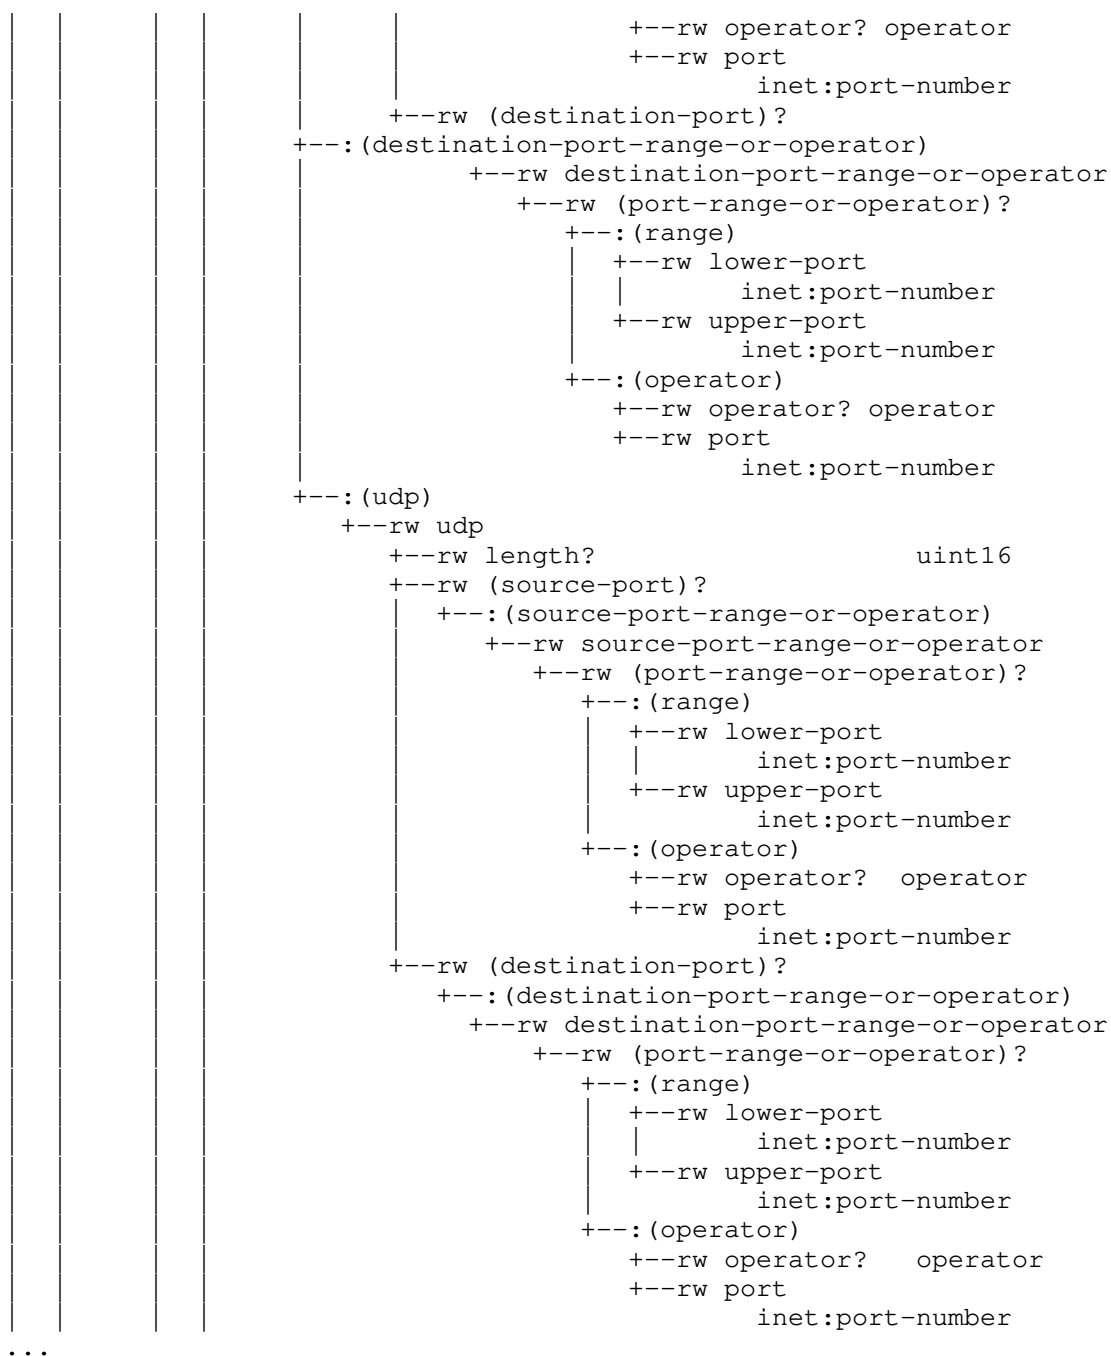 |  |     |  |     |     |              +--rw operator? operator
|  |     |  |     |     |              +--rw port
|  |     |  |     |     |                      inet:port-number
|  |     |  |     |     +--rw (destination-port)?
|  |     |  |     +--:(destination-port-range-or-operator)
|  |     |  |     |          +--rw destination-port-range-or-operator
|  |     |  |     |             +--rw (port-range-or-operator)?
|  |     |  |     |                +--:(range)
|  |     |  |     |                |  +--rw lower-port
|  |     |  |     |                |  |       inet:port-number
|  |     |  |     |                |  +--rw upper-port
|  |     |  |     |                |          inet:port-number
|  |     |  |     |                +--:(operator)
|  |     |  |     |                   +--rw operator? operator
|  |     |  |     |                   +--rw port
|  |     |  |     |                           inet:port-number
|  |     |  |     +--:(udp)
|  |     |  |        +--rw udp
|  |     |  |           +--rw length?                    uint16
|  |     |  |           +--rw (source-port)?
|  |     |  |           |  +--:(source-port-range-or-operator)
|  |     |  |           |     +--rw source-port-range-or-operator
|  |     |  |           |        +--rw (port-range-or-operator)?
|  |     |  |           |           +--:(range)
|  |     |  |           |           |  +--rw lower-port
|  |     |  |           |           |  |       inet:port-number
|  |     |  |           |           |  +--rw upper-port
|  |     |  |           |           |          inet:port-number
|  |     |  |           |           +--:(operator)
|  |     |  |           |              +--rw operator?  operator
|  |     |  |           |              +--rw port
|  |     |  |           |                      inet:port-number
|  |     |  |           +--rw (destination-port)?
|  |     |  |              +--:(destination-port-range-or-operator)
|  |     |  |                +--rw destination-port-range-or-operator
|  |     |  |                    +--rw (port-range-or-operator)?
|  |     |  |                       +--:(range)
|  |     |  |                       |  +--rw lower-port
|  |     |  |                       |  |       inet:port-number
|  |     |  |                       |  +--rw upper-port
|  |     |  |                       |          inet:port-number
|  |     |  |                       +--:(operator)
|  |     |  |                          +--rw operator?   operator
|  |     |  |                          +--rw port
|  |     |  |                                  inet:port-number
...